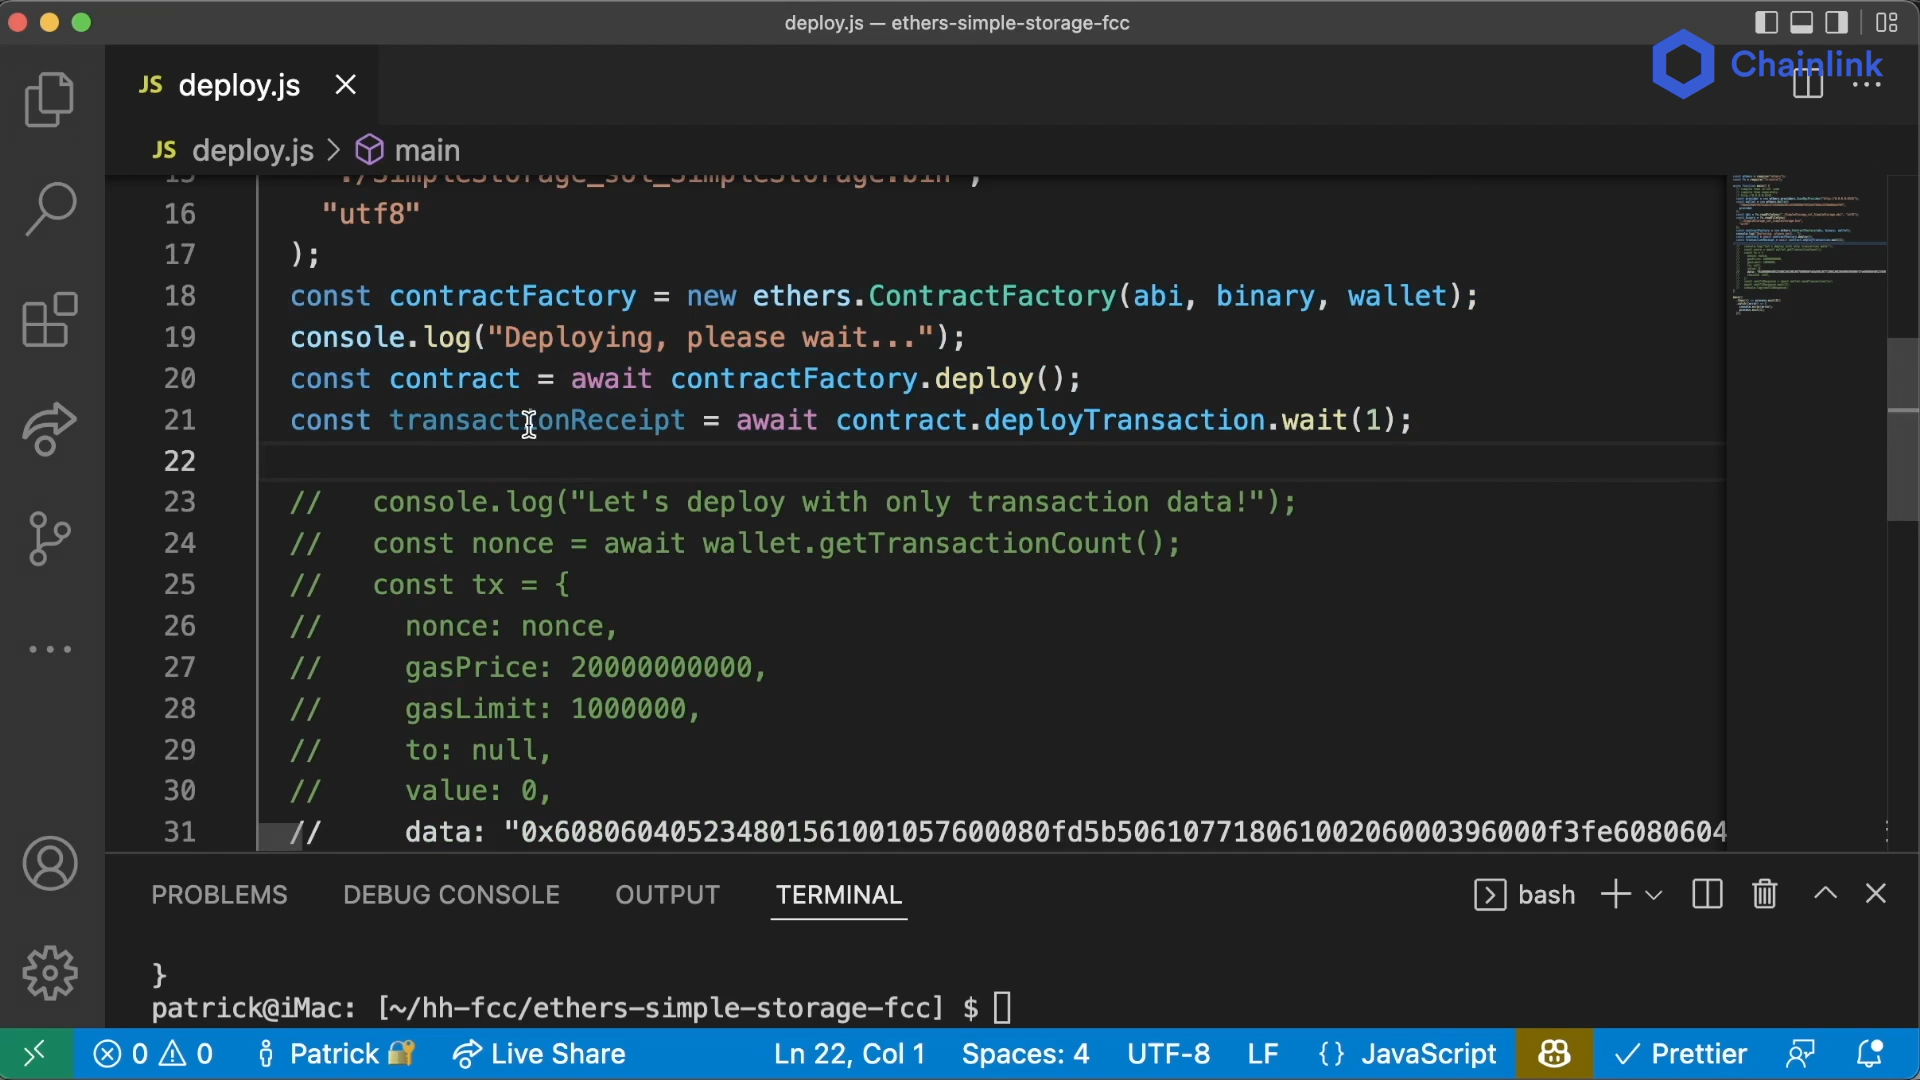 deploy.js — ethers-simple-storage-fcc
Chainlink
JS deploy.js
JS deploy.js > main
15 "./SimpleStorage_sol_SimpleStorage.bin",
16 "utf8"
17 );
18 const contractFactory = new ethers.ContractFactory(abi, binary, wallet);
19 console.log("Deploying, please wait...");
20 const contract = await contractFactory.deploy();
21 const transactionReceipt = await contract.deployTransaction.wait(1);
22
23 //   console.log("Let's deploy with only transaction data!");
24 //   const nonce = await wallet.getTransactionCount();
25 //   const tx = {
26 //     nonce: nonce,
27 //     gasPrice: 20000000000,
28 //     gasLimit: 1000000,
29 //     to: null,
30 //     value: 0,
31 //     data: "0x608060405234801561001057600080fd5b50610771806100206000396000f3fe6080604
PROBLEMS DEBUG CONSOLE OUTPUT TERMINAL bash
}
patrick@iMac: [~/hh-fcc/ethers-simple-storage-fcc] $
0 0 Patrick Live Share Ln 22, Col 1 Spaces: 4 UTF-8 LF {} JavaScript Prettier